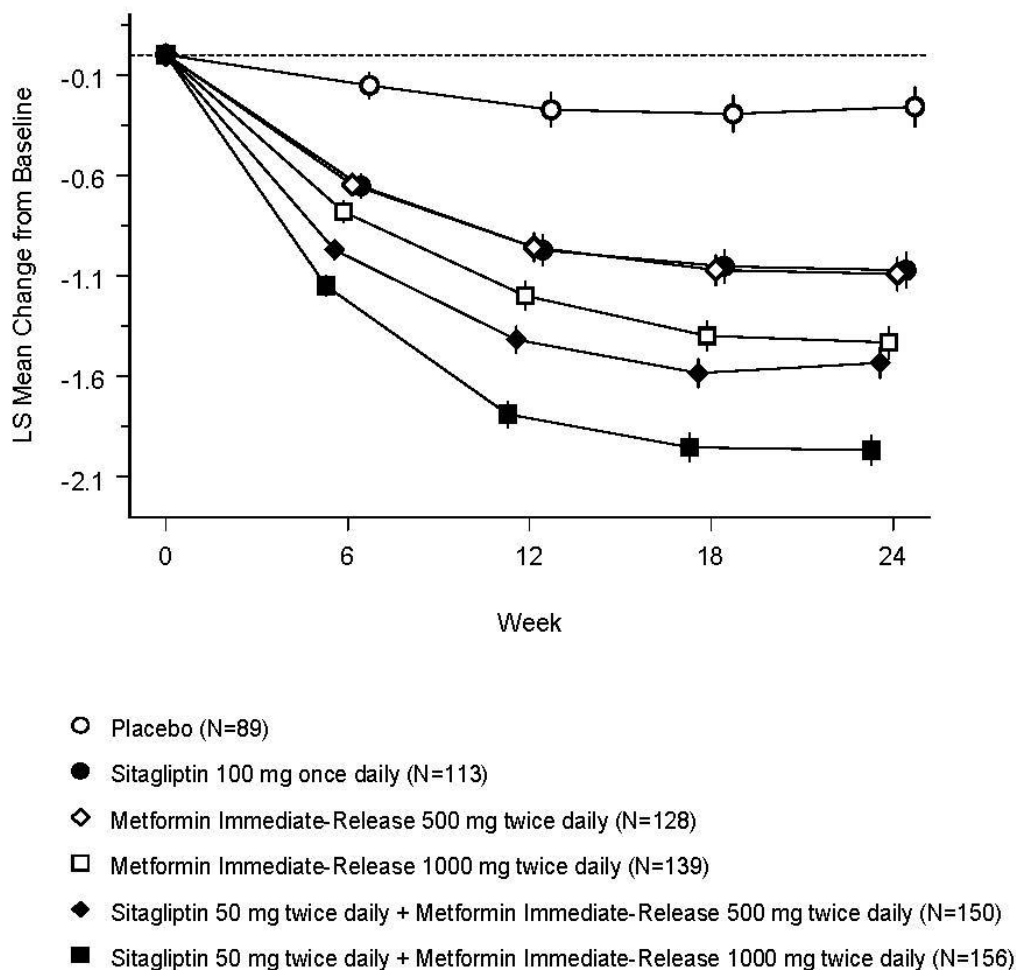 LS Mean Change from Baseline
-0.1
-0.6
-1.1
-1.6
-2.1
0 6 12 18 24
Week
Placebo (N=89)
Sitagliptin 100 mg once daily (N=113)
Metformin Immediate-Release 500 mg twice daily (N=128)
Metformin Immediate-Release 1000 mg twice daily (N=139)
Sitagliptin 50 mg twice daily + Metformin Immediate-Release 500 mg twice daily (N=150)
Sitagliptin 50 mg twice daily + Metformin Immediate-Release 1000 mg twice daily (N=156)